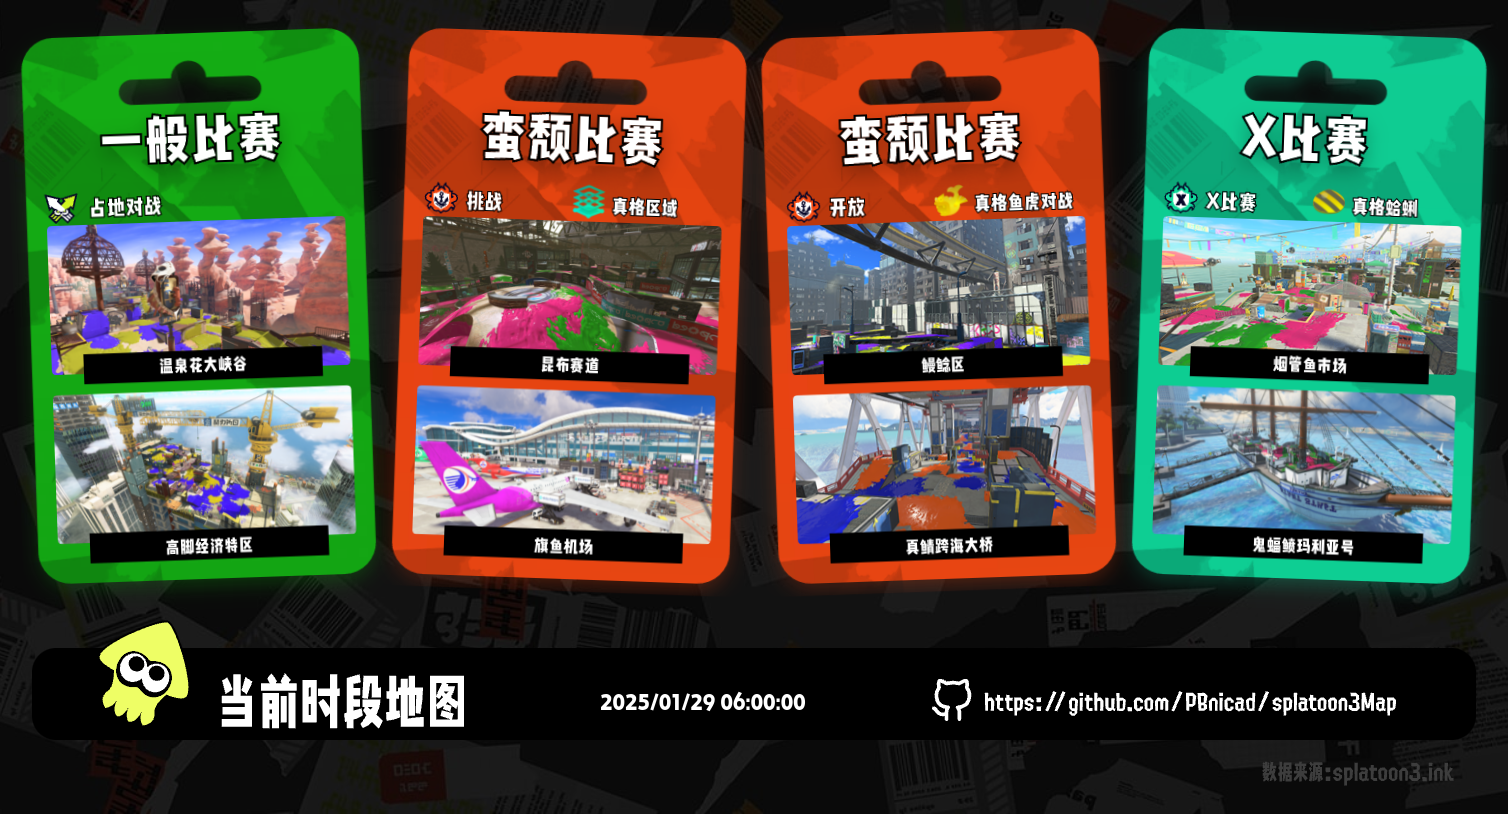 一般比赛
占地对战
温泉花大峡谷
高脚经济特区
蛮颓比赛
挑战
真格区域
昆布赛道
旗鱼机场
蛮颓比赛
开放
真格鱼虎对战
鳗鲶区
真鲭跨海大桥
X比赛
X比赛
真格蛤蜊
烟管鱼市场
鬼蝠鲼玛利亚号
当前时段地图
2025/01/29 06:00:00
https://github.com/PBnicad/splatoon3Map
数据来源:splatoon3.ink